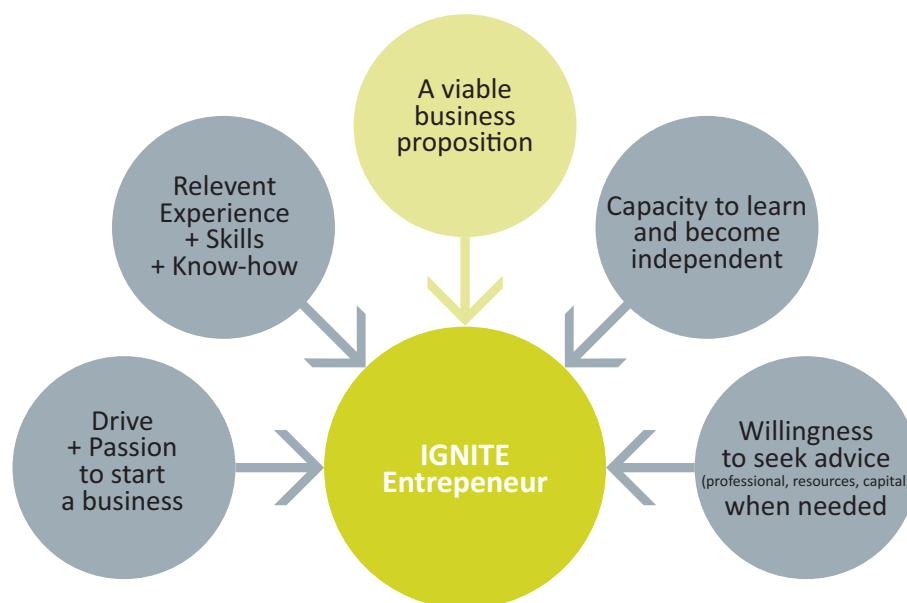 A viable
business
proposition
Relevent
Experience
+ Skills
+ Know-how
Capacity to learn
and become
independent
Drive
+ Passion
to start
a business
IGNITE
Entrepeneur
Willingness
to seek advice
(professional, resources, capital
when needed